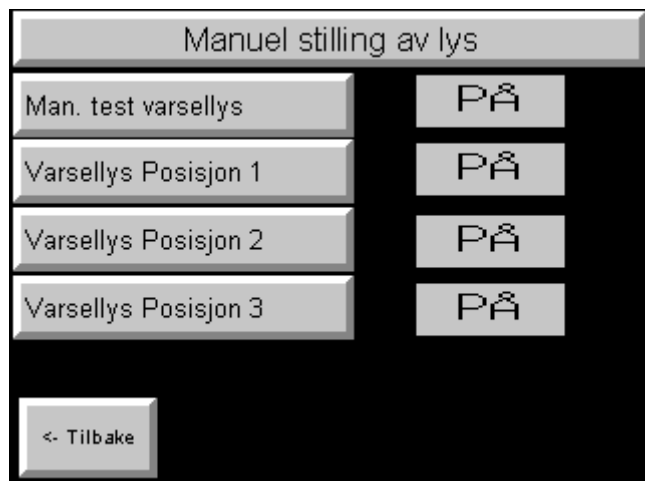 Manuel stilling av lys
Man. test varsellys PÅ
Varsellys Posisjon 1 PÅ
Varsellys Posisjon 2 PÅ
Varsellys Posisjon 3 PÅ
<- Tilbake